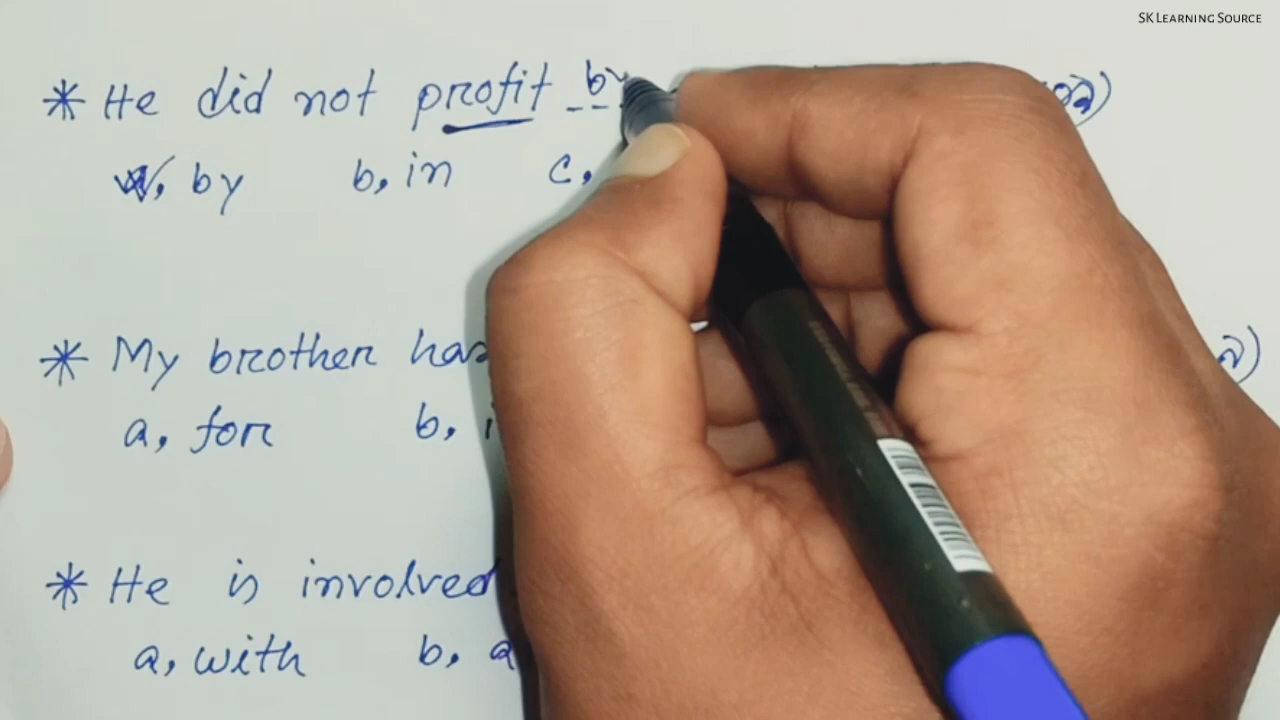 SK LEARNING SOURCE
* He did not profit by
a, by b, in c,
* My brother has
a, for b,
* He is involved
a, with b,